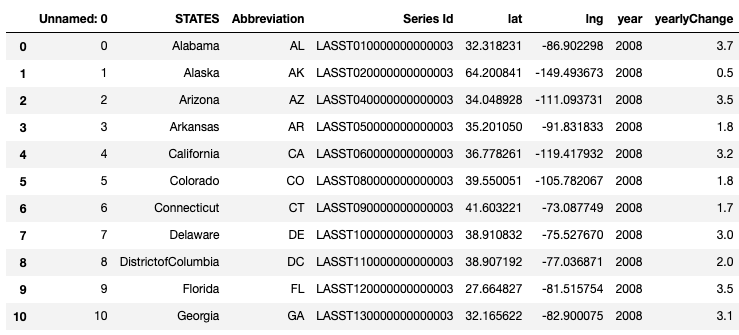 Unnamed: 0 STATES Abbreviation Series Id lat lng year yearlyChange
0 0 Alabama AL LASST010000000000003 32.318231 -86.902298 2008 3.7
1 1 Alaska AK LASST020000000000003 64.200841 -149.493673 2008 0.5
2 2 Arizona AZ LASST040000000000003 34.048928 -111.093731 2008 3.5
3 3 Arkansas AR LASST050000000000003 35.201050 -91.831833 2008 1.8
4 4 California CA LASST060000000000003 36.778261 -119.417932 2008 3.2
5 5 Colorado CO LASST080000000000003 39.550051 -105.782067 2008 1.8
6 6 Connecticut CT LASST090000000000003 41.603221 -73.087749 2008 1.7
7 7 Delaware DE LASST100000000000003 38.910832 -75.527670 2008 3.0
8 8 DistrictofColumbia DC LASST110000000000003 38.907192 -77.036871 2008 2.0
9 9 Florida FL LASST120000000000003 27.664827 -81.515754 2008 3.5
10 10 Georgia GA LASST130000000000003 32.165622 -82.900075 2008 3.1